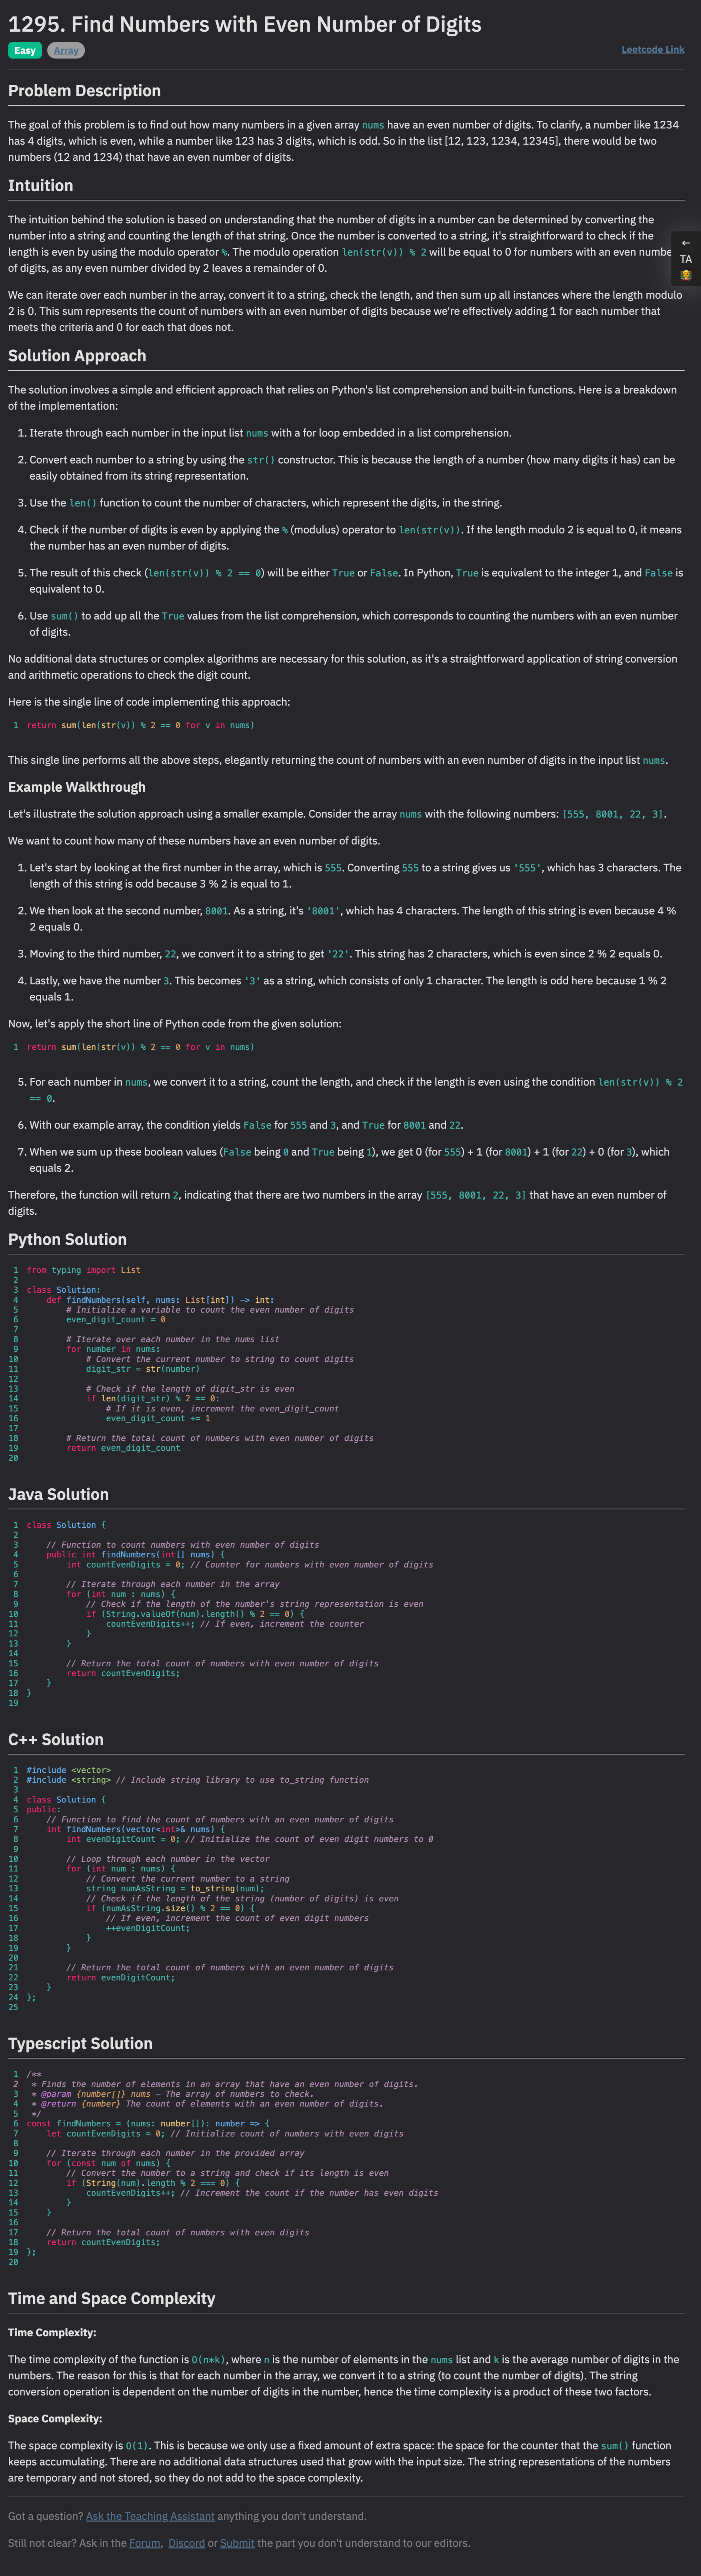 1295. Find Numbers with Even Number of Digits
Easy Array Leetcode Link
Problem Description
The goal of this problem is to find out how many numbers in a given array nums have an even number of digits. To clarify, a number like 1234
has 4 digits, which is even, while a number like 123 has 3 digits, which is odd. So in the list [12, 123, 1234, 12345], there would be two
numbers (12 and 1234) that have an even number of digits.
Intuition
The intuition behind the solution is based on understanding that the number of digits in a number can be determined by converting the
number into a string and counting the length of that string. Once the number is converted to a string, it's straightforward to check if the
length is even by using the modulo operator %. The modulo operation len(str(v)) % 2 will be equal to 0 for numbers with an even numbe
of digits, as any even number divided by 2 leaves a remainder of 0.
←
TA
👨‍🏫
We can iterate over each number in the array, convert it to a string, check the length, and then sum up all instances where the length modulo
2 is 0. This sum represents the count of numbers with an even number of digits because we're effectively adding 1 for each number that
meets the criteria and 0 for each that does not.
Solution Approach
The solution involves a simple and efficient approach that relies on Python's list comprehension and built-in functions. Here is a breakdown
of the implementation:
1. Iterate through each number in the input list nums with a for loop embedded in a list comprehension.
2. Convert each number to a string by using the str() constructor. This is because the length of a number (how many digits it has) can be
easily obtained from its string representation.
3. Use the len() function to count the number of characters, which represent the digits, in the string.
4. Check if the number of digits is even by applying the % (modulus) operator to len(str(v)). If the length modulo 2 is equal to 0, it means
the number has an even number of digits.
5. The result of this check (len(str(v)) % 2 == 0) will be either True or False. In Python, True is equivalent to the integer 1, and False is
equivalent to 0.
6. Use sum() to add up all the True values from the list comprehension, which corresponds to counting the numbers with an even number
of digits.
No additional data structures or complex algorithms are necessary for this solution, as it's a straightforward application of string conversion
and arithmetic operations to check the digit count.
Here is the single line of code implementing this approach:
1 return sum(len(str(v)) % 2 == 0 for v in nums)
This single line performs all the above steps, elegantly returning the count of numbers with an even number of digits in the input list nums.
Example Walkthrough
Let's illustrate the solution approach using a smaller example. Consider the array nums with the following numbers: [555, 8001, 22, 3].
We want to count how many of these numbers have an even number of digits.
1. Let's start by looking at the first number in the array, which is 555. Converting 555 to a string gives us '555', which has 3 characters. The
length of this string is odd because 3 % 2 is equal to 1.
2. We then look at the second number, 8001. As a string, it's '8001', which has 4 characters. The length of this string is even because 4 %
2 equals 0.
3. Moving to the third number, 22, we convert it to a string to get '22'. This string has 2 characters, which is even since 2 % 2 equals 0.
4. Lastly, we have the number 3. This becomes '3' as a string, which consists of only 1 character. The length is odd here because 1 % 2
equals 1.
Now, let's apply the short line of Python code from the given solution:
1 return sum(len(str(v)) % 2 == 0 for v in nums)
5. For each number in nums, we convert it to a string, count the length, and check if the length is even using the condition len(str(v)) % 2
== 0.
6. With our example array, the condition yields False for 555 and 3, and True for 8001 and 22.
7. When we sum up these boolean values (False being 0 and True being 1), we get 0 (for 555) + 1 (for 8001) + 1 (for 22) + 0 (for 3), which
equals 2.
Therefore, the function will return 2, indicating that there are two numbers in the array [555, 8001, 22, 3] that have an even number of
digits.
Python Solution
1 from typing import List
2
3 class Solution:
4     def findNumbers(self, nums: List[int]) -> int:
5         # Initialize a variable to count the even number of digits
6         even_digit_count = 0
7
8         # Iterate over each number in the nums list
9         for number in nums:
10             # Convert the current number to string to count digits
11             digit_str = str(number)
12
13             # Check if the length of digit_str is even
14             if len(digit_str) % 2 == 0:
15                 # If it is even, increment the even_digit_count
16                 even_digit_count += 1
17
18         # Return the total count of numbers with even number of digits
19         return even_digit_count
20
Java Solution
1 class Solution {
2
3     // Function to count numbers with even number of digits
4     public int findNumbers(int[] nums) {
5         int countEvenDigits = 0; // Counter for numbers with even number of digits
6
7         // Iterate through each number in the array
8         for (int num : nums) {
9             // Check if the length of the number's string representation is even
10             if (String.valueOf(num).length() % 2 == 0) {
11                 countEvenDigits++; // If even, increment the counter
12             }
13         }
14
15         // Return the total count of numbers with even number of digits
16         return countEvenDigits;
17     }
18 }
19
C++ Solution
1 #include <vector>
2 #include <string> // Include string library to use to_string function
3
4 class Solution {
5 public:
6     // Function to find the count of numbers with an even number of digits
7     int findNumbers(vector<int>& nums) {
8         int evenDigitCount = 0; // Initialize the count of even digit numbers to 0
9
10         // Loop through each number in the vector
11         for (int num : nums) {
12             // Convert the current number to a string
13             string numAsString = to_string(num);
14             // Check if the length of the string (number of digits) is even
15             if (numAsString.size() % 2 == 0) {
16                 // If even, increment the count of even digit numbers
17                 ++evenDigitCount;
18             }
19         }
20
21         // Return the total count of numbers with an even number of digits
22         return evenDigitCount;
23     }
24 };
25
Typescript Solution
1 /**
2  * Finds the number of elements in an array that have an even number of digits.
3  * @param {number[]} nums - The array of numbers to check.
4  * @return {number} The count of elements with an even number of digits.
5  */
6 const findNumbers = (nums: number[]): number => {
7     let countEvenDigits = 0; // Initialize count of numbers with even digits
8
9     // Iterate through each number in the provided array
10     for (const num of nums) {
11         // Convert the number to a string and check if its length is even
12         if (String(num).length % 2 === 0) {
13             countEvenDigits++; // Increment the count if the number has even digits
14         }
15     }
16
17     // Return the total count of numbers with even digits
18     return countEvenDigits;
19 };
20
Time and Space Complexity
Time Complexity:
The time complexity of the function is O(n*k), where n is the number of elements in the nums list and k is the average number of digits in the
numbers. The reason for this is that for each number in the array, we convert it to a string (to count the number of digits). The string
conversion operation is dependent on the number of digits in the number, hence the time complexity is a product of these two factors.
Space Complexity:
The space complexity is O(1). This is because we only use a fixed amount of extra space: the space for the counter that the sum() function
keeps accumulating. There are no additional data structures used that grow with the input size. The string representations of the numbers
are temporary and not stored, so they do not add to the space complexity.
Got a question? Ask the Teaching Assistant anything you don't understand.
Still not clear? Ask in the Forum, Discord or Submit the part you don't understand to our editors.